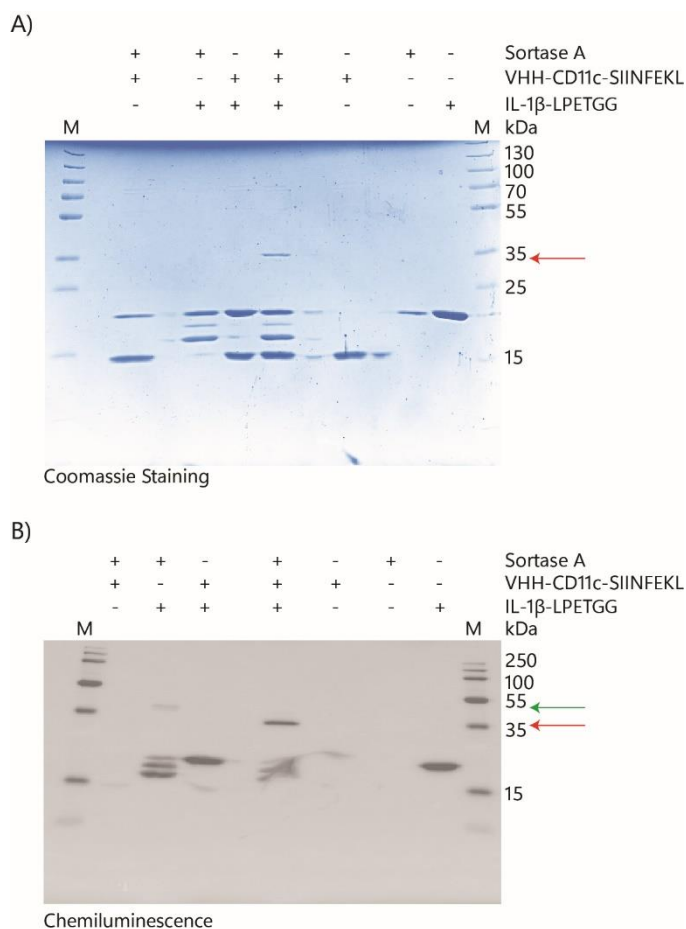 A)
+ + - + - + - Sortase A
+ - + + + - - VHH-CD11c-SIINFEKL
- + + + - - + IL-1β-LPETGG
M M kDa
130
100
70
55
35
25
15
Coomassie Staining
B)
+ + - + - + - Sortase A
+ - + + + - - VHH-CD11c-SIINFEKL
- + + + - - + IL-1β-LPETGG
M M kDa
250
100
55
35
15
Chemiluminescence